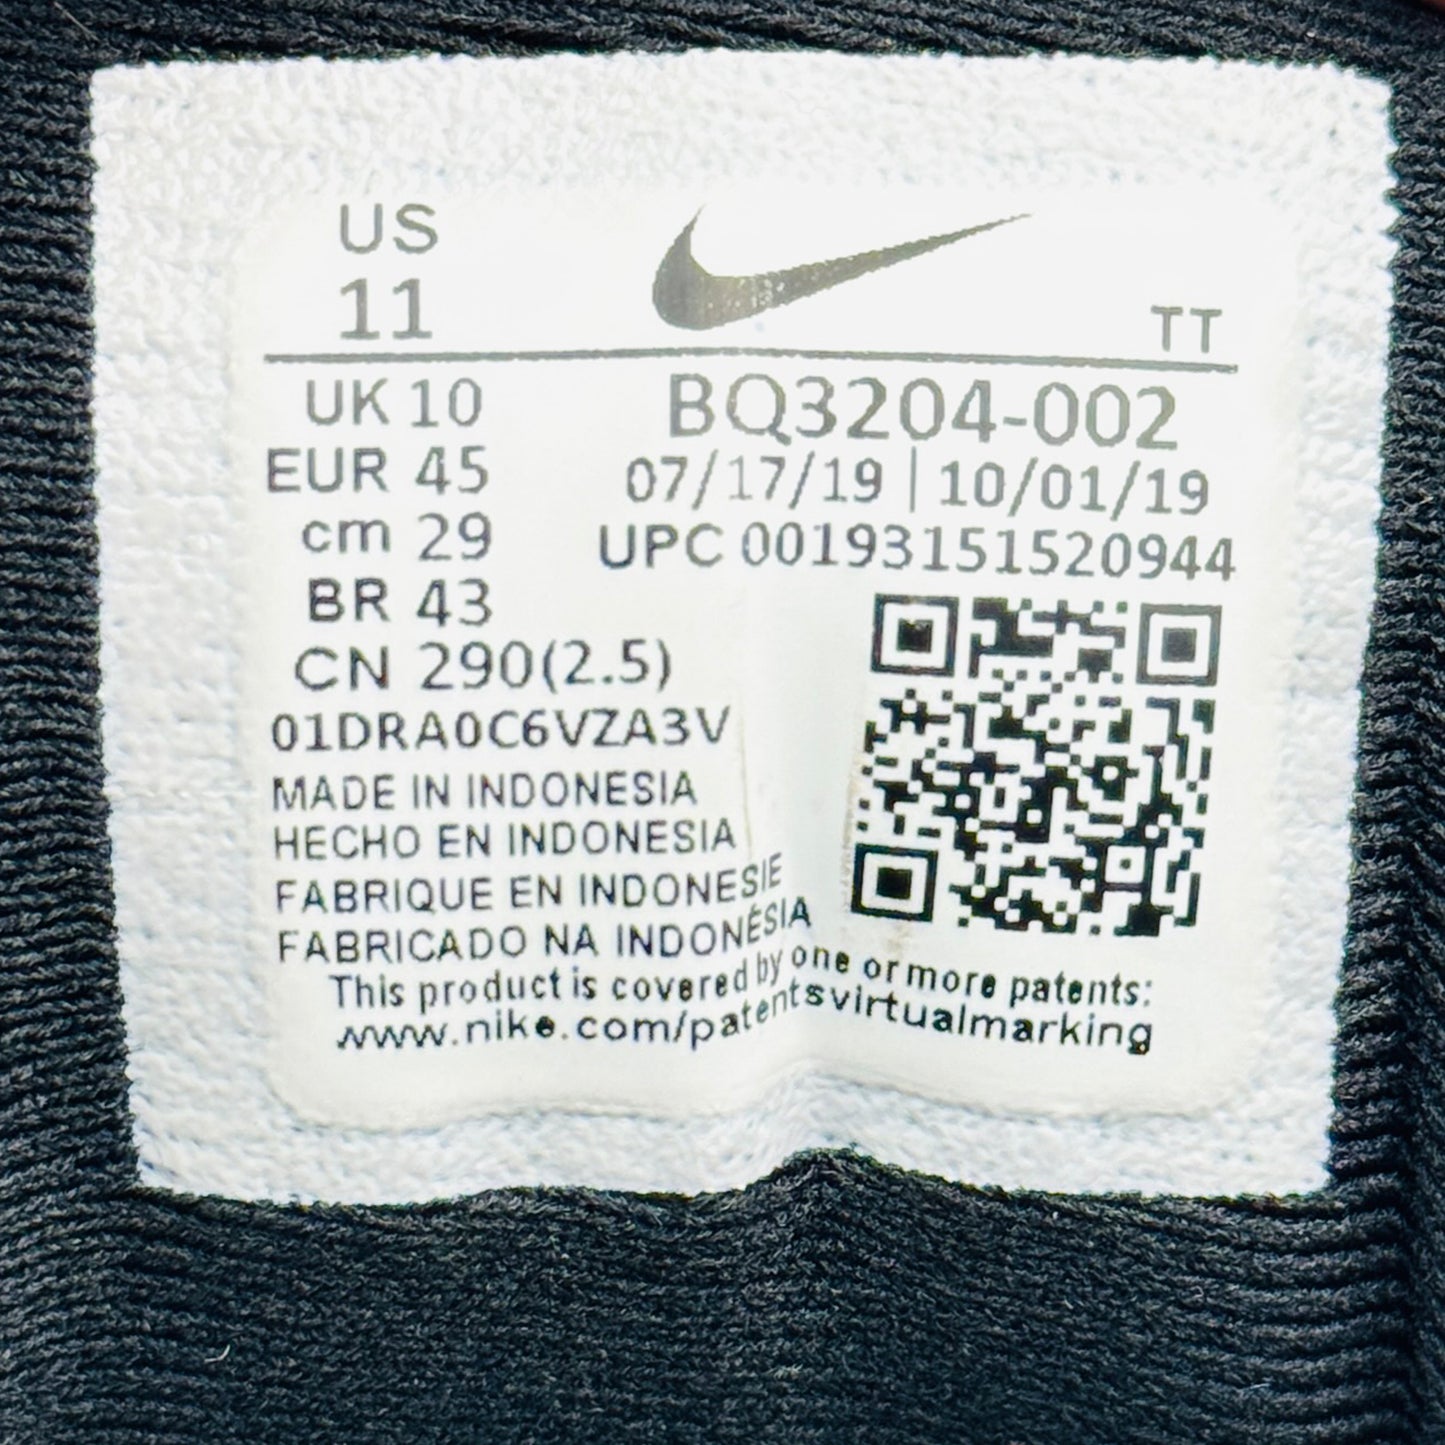 US
11
TT
UK 10
EUR 45
cm 29
BR 43
CN 290(2.5)
BQ3204-002
07/17/19 | 10/01/19
UPC 00193151520944
01DRA0C6VZA3V
MADE IN INDONESIA
HECHO EN INDONESIA
FABRIQUE EN INDONESIE
FABRICADO NA INDONÉSIA
This product is covered by one or more patents:
www.nike.com/patentsvirtualmarking